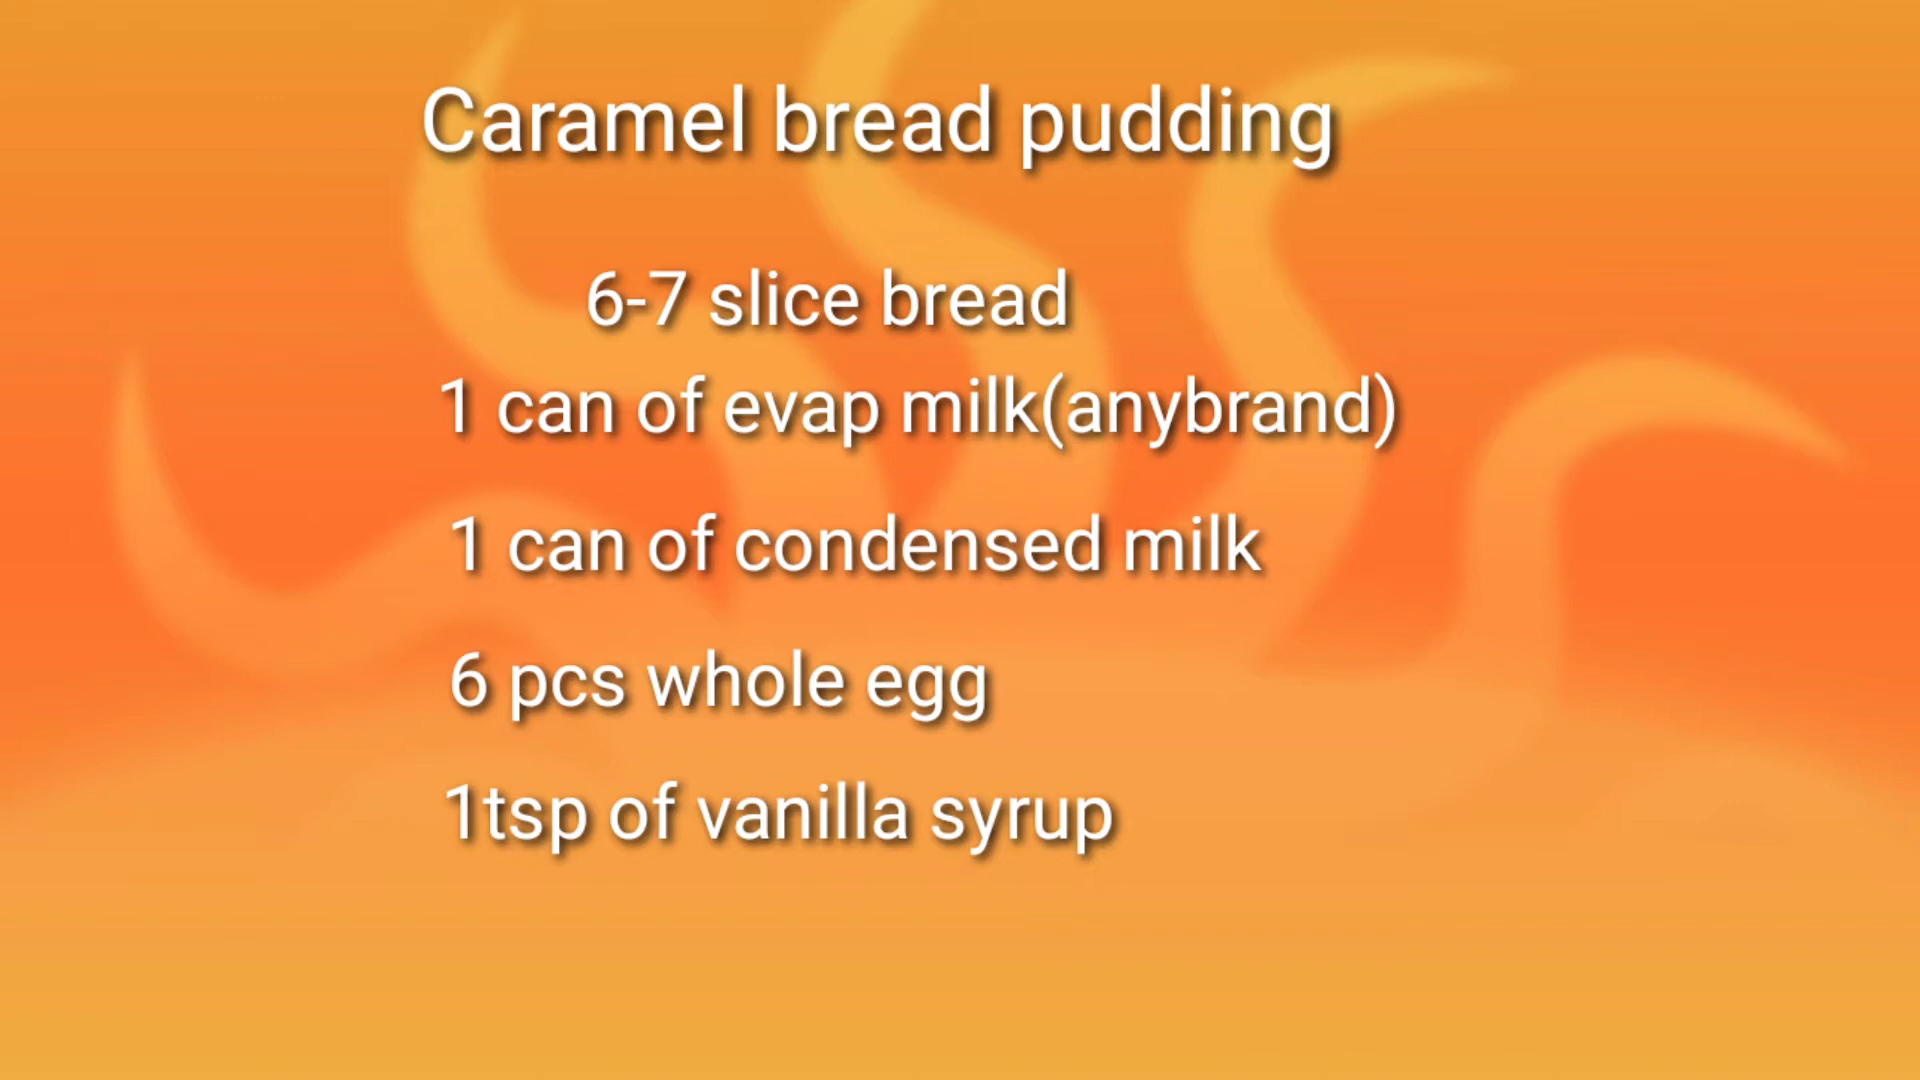 Caramel bread pudding
6-7 slice bread
1 can of evap milk(anybrand)
1 can of condensed milk
6 pcs whole egg
1tsp of vanilla syrup